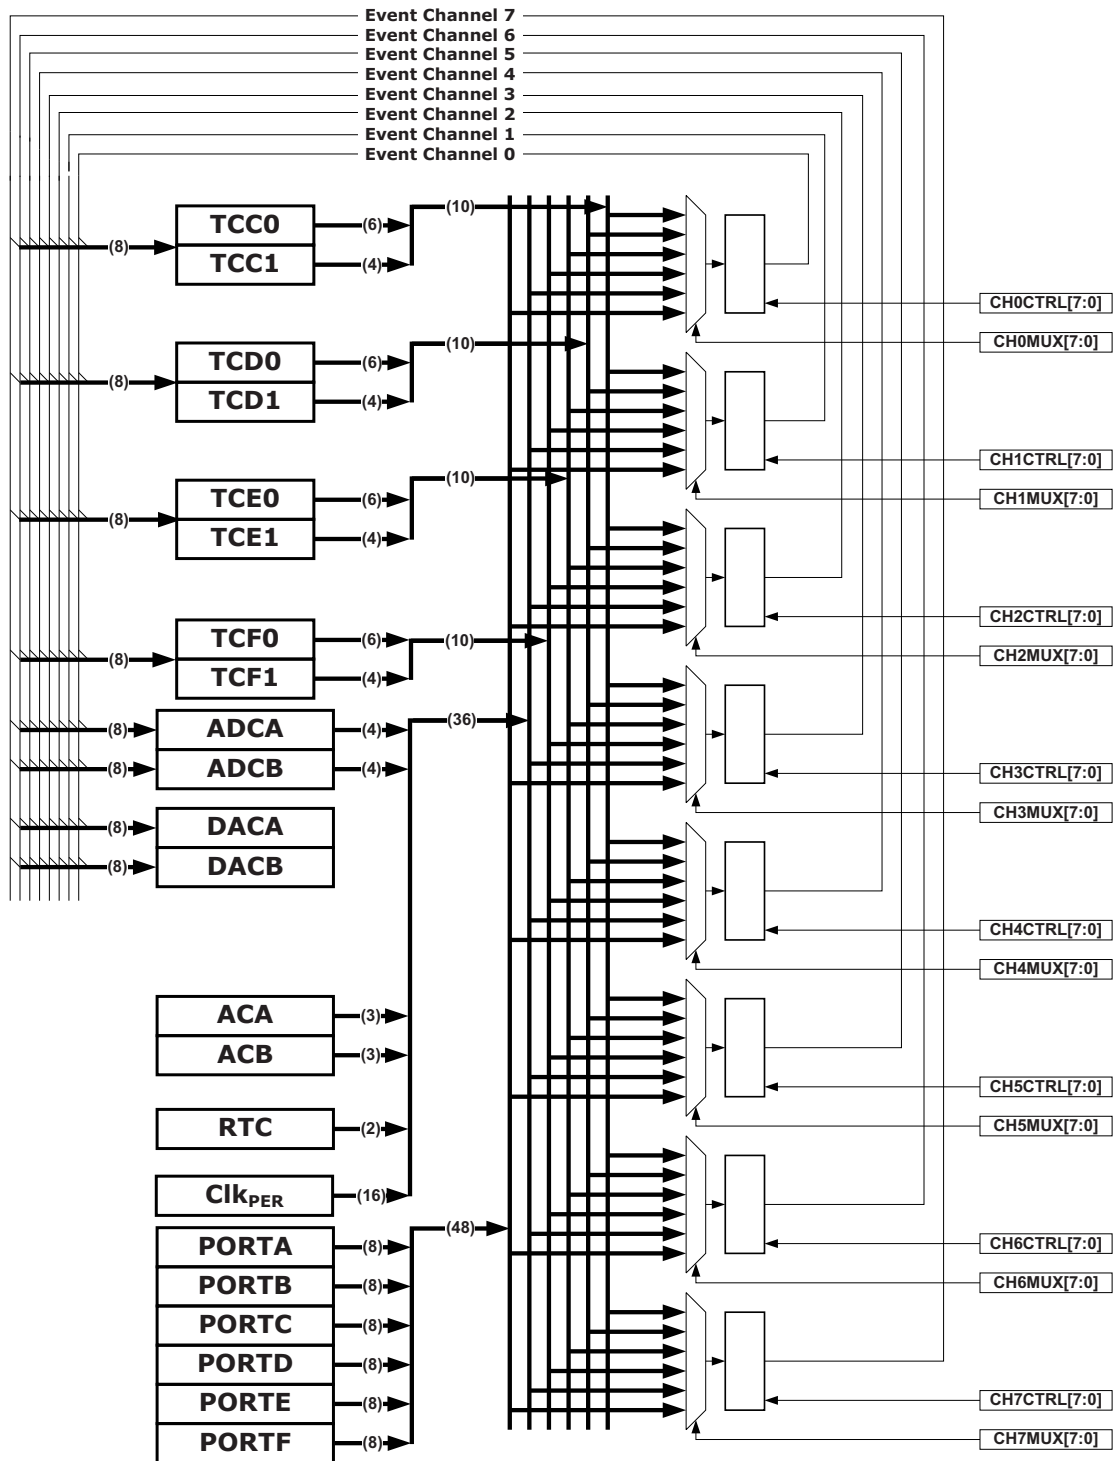 Event Channel 7
Event Channel 6
Event Channel 5
Event Channel 4
Event Channel 3
Event Channel 2
Event Channel 1
Event Channel 0
(10)
TCC0
(6)
(8)
TCC1
(4)
CH0CTRL[7:0]
CH0MUX[7:0]
(10)
TCD0
(6)
(8)
TCD1
(4)
CH1CTRL[7:0]
(10)
TCE0
(6)
CH1MUX[7:0]
(8)
TCE1
(4)
CH2CTRL[7:0]
TCF0
(6)
(10)
(8)
CH2MUX[7:0]
TCF1
(4)
(36)
(8)
ADCA
(4)
(8)
ADCB
(4)
CH3CTRL[7:0]
CH3MUX[7:0]
(8)
DACA
(8)
DACB
CH4CTRL[7:0]
CH4MUX[7:0]
ACA
(3)
ACB
(3)
CH5CTRL[7:0]
RTC
(2)
CH5MUX[7:0]
ClkPER
(16)
(48)
PORTA
(8)
CH6CTRL[7:0]
PORTB
(8)
CH6MUX[7:0]
PORTC
(8)
PORTD
(8)
PORTE
(8)
CH7CTRL[7:0]
PORTF
(8)
CH7MUX[7:0]